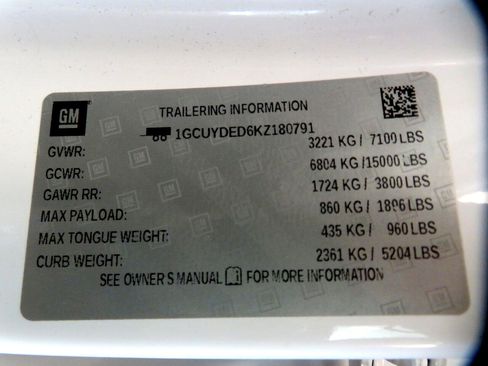 GM
TRAILERING INFORMATION
1GCUYDED6KZ180791
GVWR: 3221 KG / 7100 LBS
GCWR: 6804 KG /15000 LBS
GAWR RR: 1724 KG / 3800 LBS
MAX PAYLOAD: 860 KG / 1896 LBS
MAX TONGUE WEIGHT: 435 KG / 960 LBS
CURB WEIGHT: 2361 KG / 5204 LBS
SEE OWNER'S MANUAL FOR MORE INFORMATION